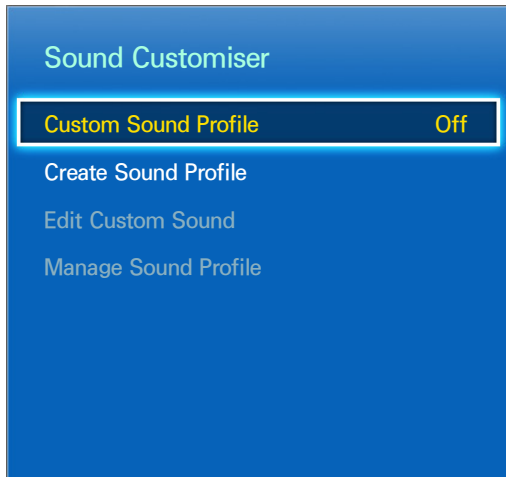 Sound Customiser
Custom Sound Profile Off
Create Sound Profile
Edit Custom Sound
Manage Sound Profile